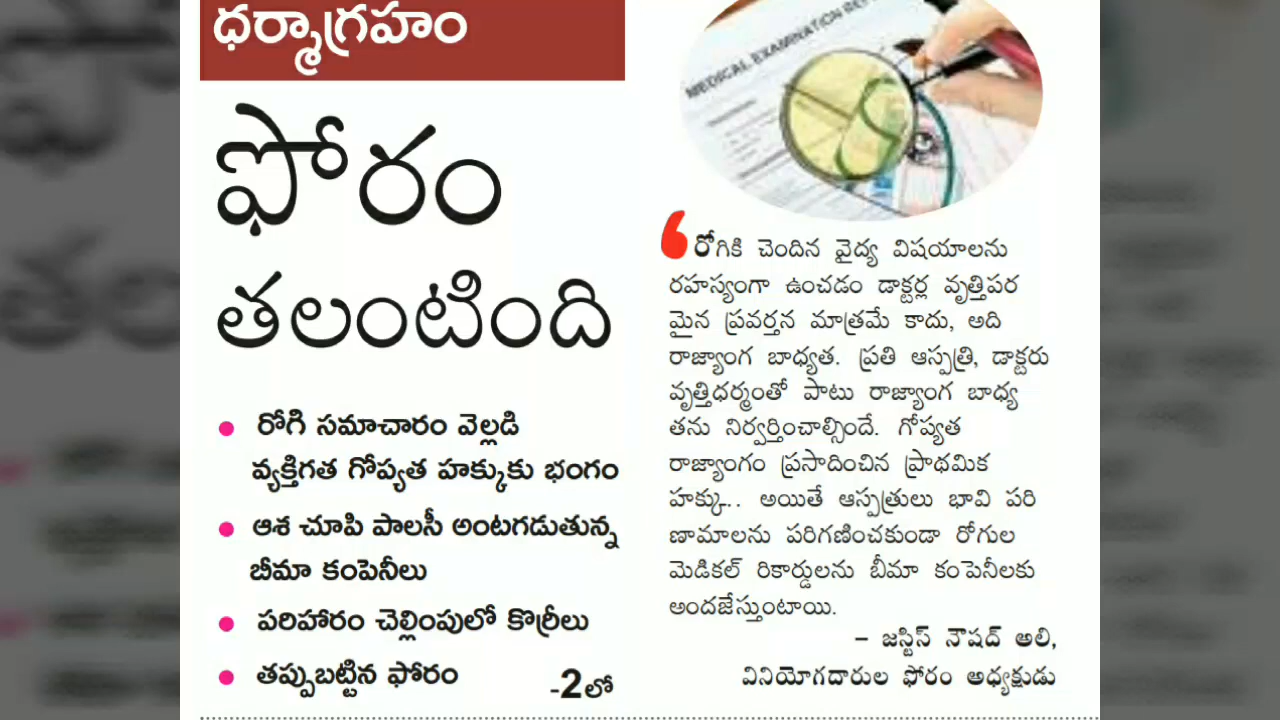 ధర్మాగ్రహం
ఫోరం
తలంటింది
రోగి సమాచారం వెల్లడి
వ్యక్తిగత గోప్యత హక్కుకు భంగం
ఆశ చూపి పాలసీ అంటగడుతున్న
బీమా కంపెనీలు
పరిహారం చెల్లింపులో కొర్రీలు
తప్పుబట్టిన ఫోరం
-2లో
MEDICAL EXAMINATION
రోగికి చెందిన వైద్య విషయాలను
రహస్యంగా ఉంచడం డాక్టర్ల వృత్తిపర
మైన ప్రవర్తన మాత్రమే కాదు, అది
రాజ్యాంగ బాధ్యత. ప్రతి ఆస్పత్రి, డాక్టరు
వృత్తిధర్మంతో పాటు రాజ్యాంగ బాధ్య
తను నిర్వర్తించాల్సిందే. గోప్యత
రాజ్యాంగం ప్రసాదించిన ప్రాథమిక
హక్కు.. అయితే ఆస్పత్రులు భావి పరి
ణామాలను పరిగణించకుండా రోగుల
మెడికల్ రికార్డులను బీమా కంపెనీలకు
అందజేస్తుంటాయి.
– జస్టిస్ నౌషద్ అలి,
వినియోగదారుల ఫోరం అధ్యక్షుడు